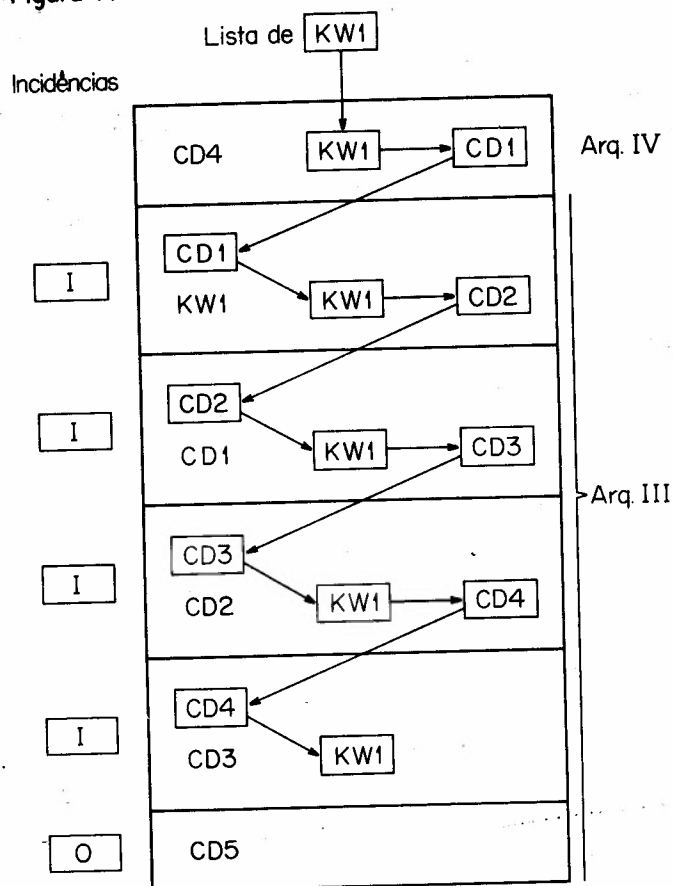 Lista de KW1
Incidências
CD4 KW1 CD1 Arq. IV
CD1
I KW1 KW1 CD2
CD2
I CD1 KW1 CD3
Arq. III
CD3
I CD2 KW1 CD4
CD4
I CD3 KW1
O CD5